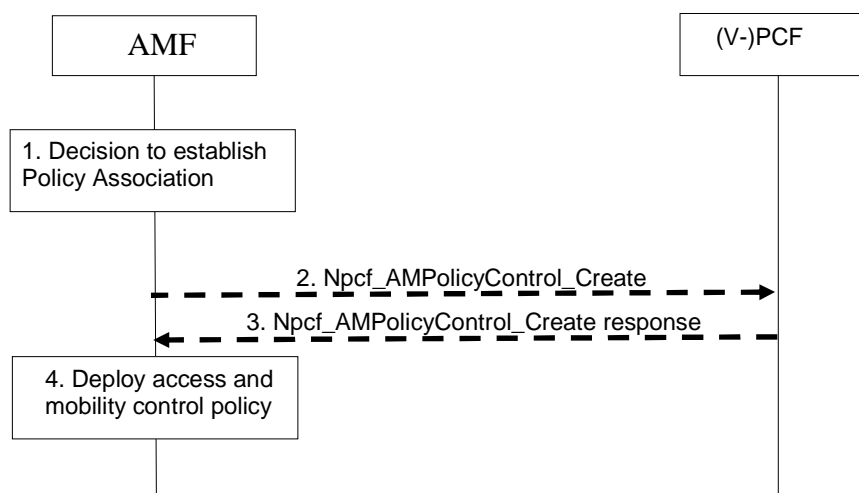 AMF
(V-)PCF
1. Decision to establish
Policy Association
2. Npcf_AMPolicyControl_Create
3. Npcf_AMPolicyControl_Create response
4. Deploy access and
mobility control policy